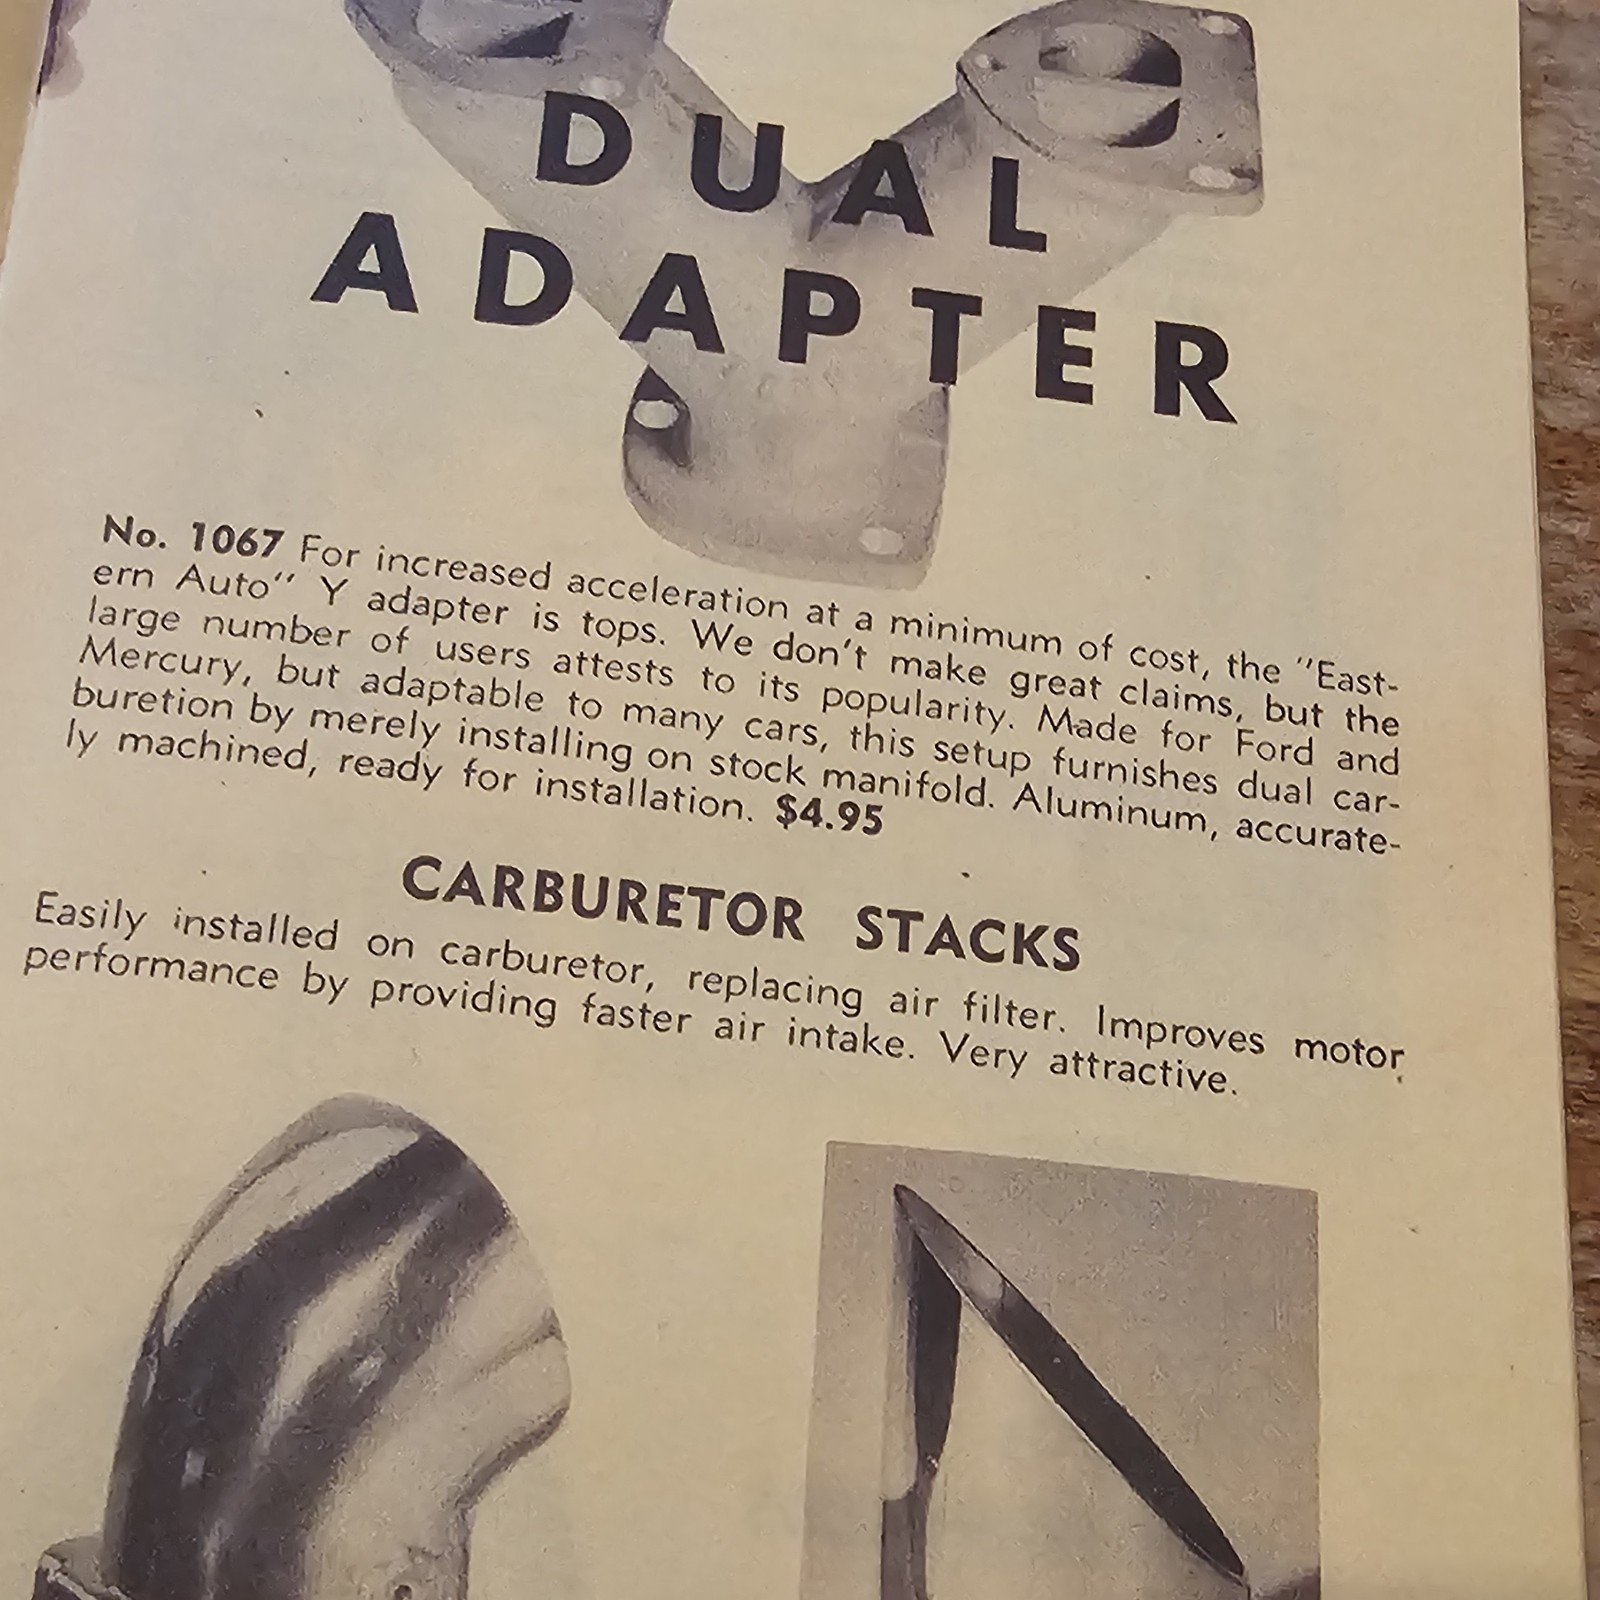 DUAL
ADAPTER
No. 1067 For increased acceleration at a minimum of cost, the "East-
ern Auto" Y adapter is tops. We don't make great claims, but the
large number of users attests to its popularity. Made for Ford and
Mercury, but adaptable to many cars, this setup furnishes dual car-
buretion by merely installing on stock manifold. Aluminum, accurate-
ly machined, ready for installation. $4.95
CARBURETOR STACKS
Easily installed on carburetor, replacing air filter. Improves motor
performance by providing faster air intake. Very attractive.